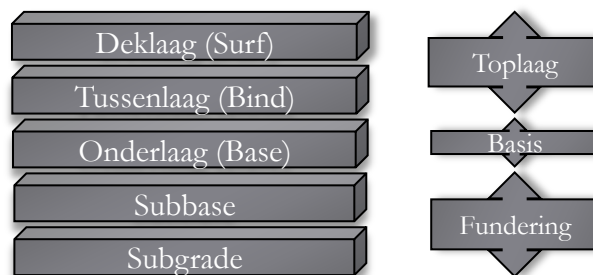 Deklaag (Surf)
Tussenlaag (Bind)
Onderlaag (Base)
Subbase
Subgrade
Toplaag
Basis
Fundering